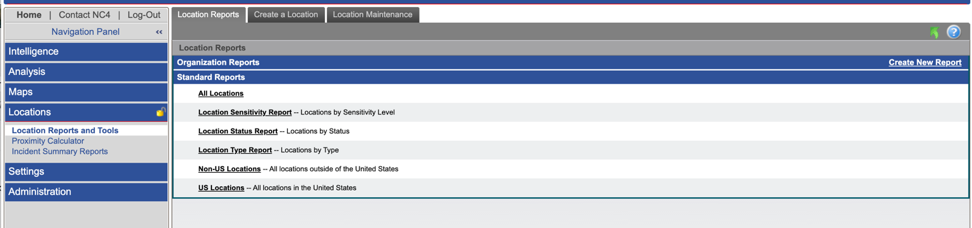 Home | Contact NC4 | Log-Out
Navigation Panel «
Intelligence
Analysis
Maps
Locations
Location Reports and Tools
Proximity Calculator
Incident Summary Reports
Settings
Administration
Location Reports
Create a Location
Location Maintenance
?
Location Reports
Organization Reports Create New Report
Standard Reports
All Locations
Location Sensitivity Report -- Locations by Sensitivity Level
Location Status Report -- Locations by Status
Location Type Report -- Locations by Type
Non-US Locations -- All locations outside of the United States
US Locations -- All locations in the United States